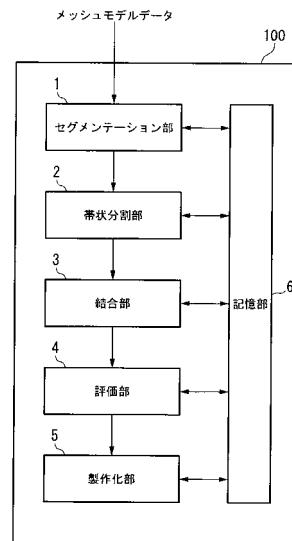 メッシュモデルデータ
100
1
セグメンテーション部
2
帯状分割部
3
結合部
記憶部
6
4
評価部
5
製作化部